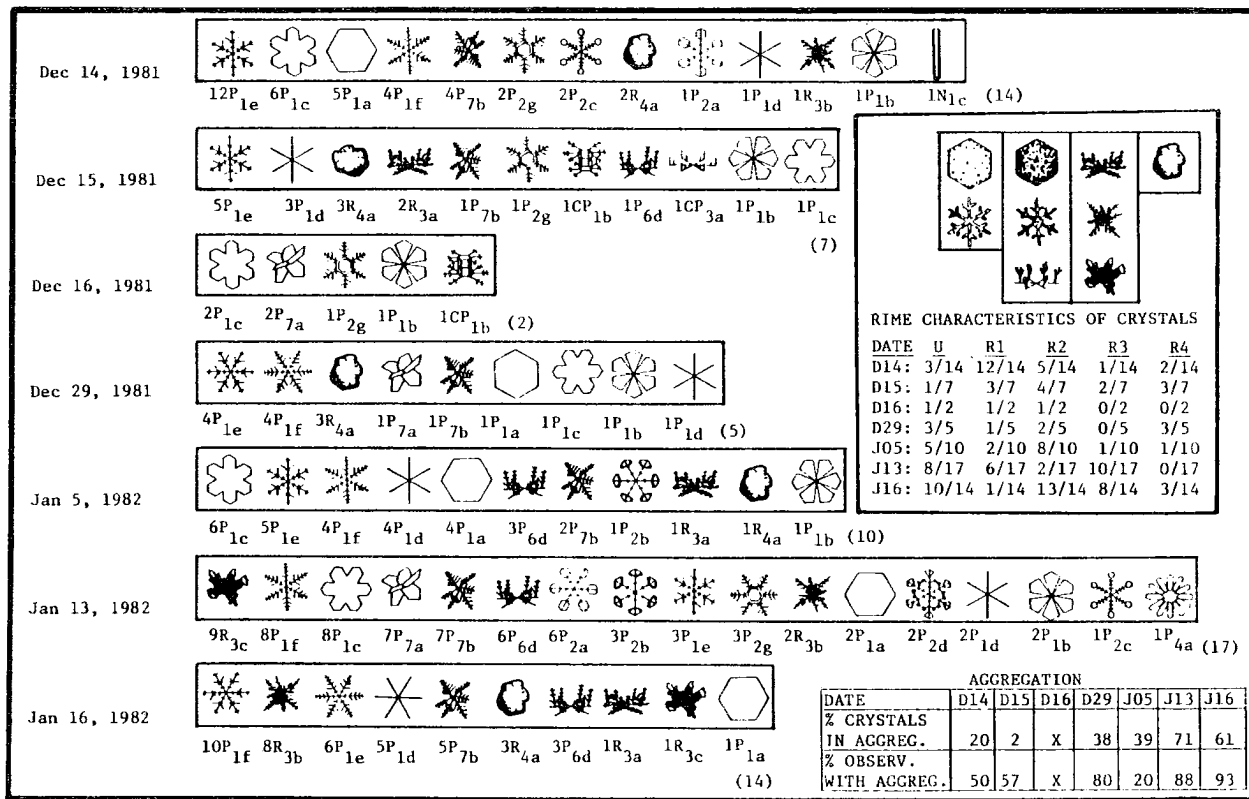 Dec 14, 1981
12P1e 6P1c 5P1a 4P1f 4P7b 2P2g 2P2c 2R4a 1P2a 1P1d 1R3b 1P1b 1N1c (14)
Dec 15, 1981
5P1e 3P1d 3R4a 2R3a 1P7b 1P2g 1CP1b 1P6d 1CP3a 1P1b 1P1c
(7)
Dec 16, 1981
2P1c 2P7a 1P2g 1P1b 1CP1b (2)
Dec 29, 1981
4P1e 4P1f 3R4a 1P7a 1P7b 1P1a 1P1c 1P1b 1P1d (5)
Jan 5, 1982
6P1c 5P1e 4P1f 4P1d 4P1a 3P6d 2P7b 1P2b 1R3a 1R4a 1P1b (10)
Jan 13, 1982
9R3c 8P1f 8P1c 7P7a 7P7b 6P6d 6P2a 3P2b 3P1e 3P2g 2R3b 2P1a 2P2d 2P1d 2P1b 1P2c 1P4a (17)
Jan 16, 1982
10P1f 8R3b 6P1e 5P1d 5P7b 3R4a 3P6d 1R3a 1R3c 1P1a
(14)
RIME CHARACTERISTICS OF CRYSTALS
DATE U R1 R2 R3 R4
D14: 3/14 12/14 5/14 1/14 2/14
D15: 1/7 3/7 4/7 2/7 3/7
D16: 1/2 1/2 1/2 0/2 0/2
D29: 3/5 1/5 2/5 0/5 3/5
J05: 5/10 2/10 8/10 1/10 1/10
J13: 8/17 6/17 2/17 10/17 0/17
J16: 10/14 1/14 13/14 8/14 3/14
AGGREGATION
DATE D14 D15 D16 D29 J05 J13 J16
% CRYSTALS
IN AGGREG. 20 2 X 38 39 71 61
% OBSERV.
WITH AGGREG. 50 57 X 80 20 88 93